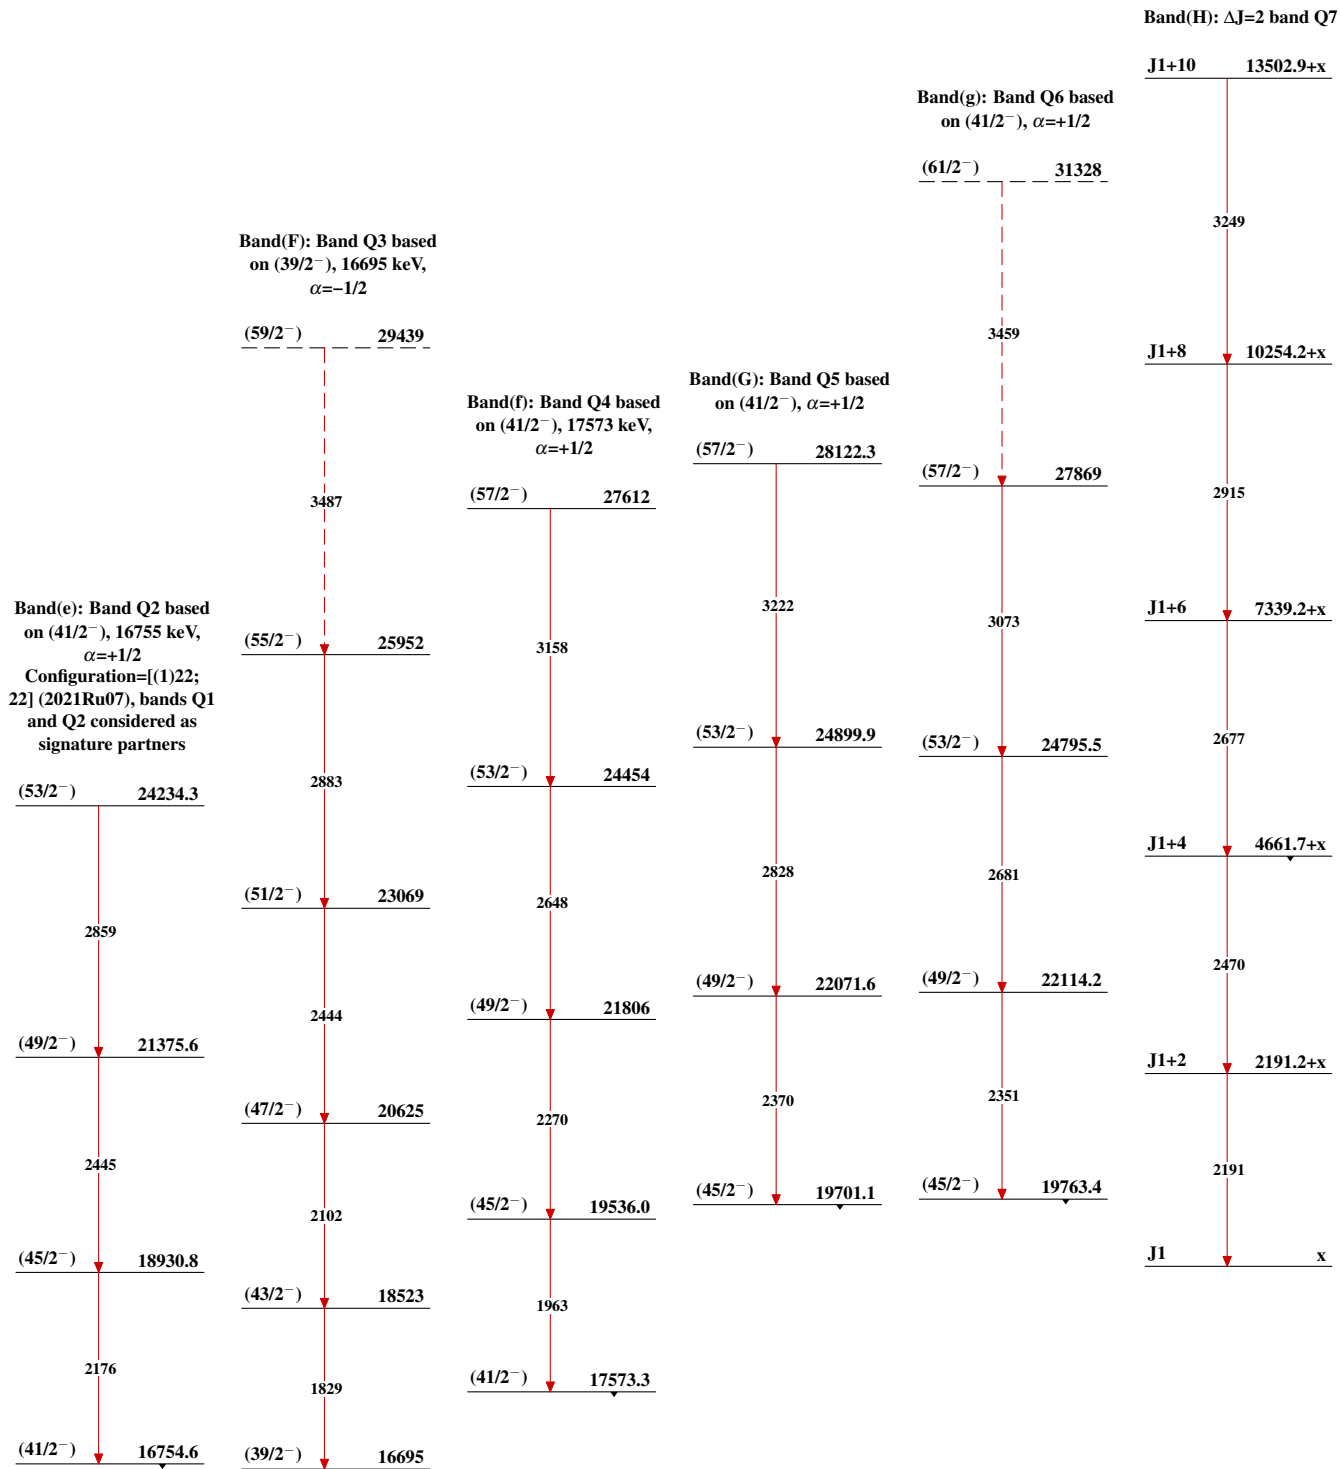 Band(e): Band Q2 based
on (41/2⁻), 16755 keV,
α=+1/2
Configuration=[(1)22;
22] (2021Ru07), bands Q1
and Q2 considered as
signature partners
(53/2⁻) 24234.3
2859
(49/2⁻) 21375.6
2445
(45/2⁻) 18930.8
2176
(41/2⁻) 16754.6
Band(F): Band Q3 based
on (39/2⁻), 16695 keV,
α=−1/2
(59/2⁻) 29439
3487
(55/2⁻) 25952
2883
(51/2⁻) 23069
2444
(47/2⁻) 20625
2102
(43/2⁻) 18523
1829
(39/2⁻) 16695
Band(f): Band Q4 based
on (41/2⁻), 17573 keV,
α=+1/2
(57/2⁻) 27612
3158
(53/2⁻) 24454
2648
(49/2⁻) 21806
2270
(45/2⁻) 19536.0
1963
(41/2⁻) 17573.3
Band(G): Band Q5 based
on (41/2⁻), α=+1/2
(57/2⁻) 28122.3
3222
(53/2⁻) 24899.9
2828
(49/2⁻) 22071.6
2370
(45/2⁻) 19701.1
Band(g): Band Q6 based
on (41/2⁻), α=+1/2
(61/2⁻) 31328
3459
(57/2⁻) 27869
3073
(53/2⁻) 24795.5
2681
(49/2⁻) 22114.2
2351
(45/2⁻) 19763.4
Band(H): ΔJ=2 band Q7
J1+10 13502.9+x
3249
J1+8 10254.2+x
2915
J1+6 7339.2+x
2677
J1+4 4661.7+x
2470
J1+2 2191.2+x
2191
J1 x